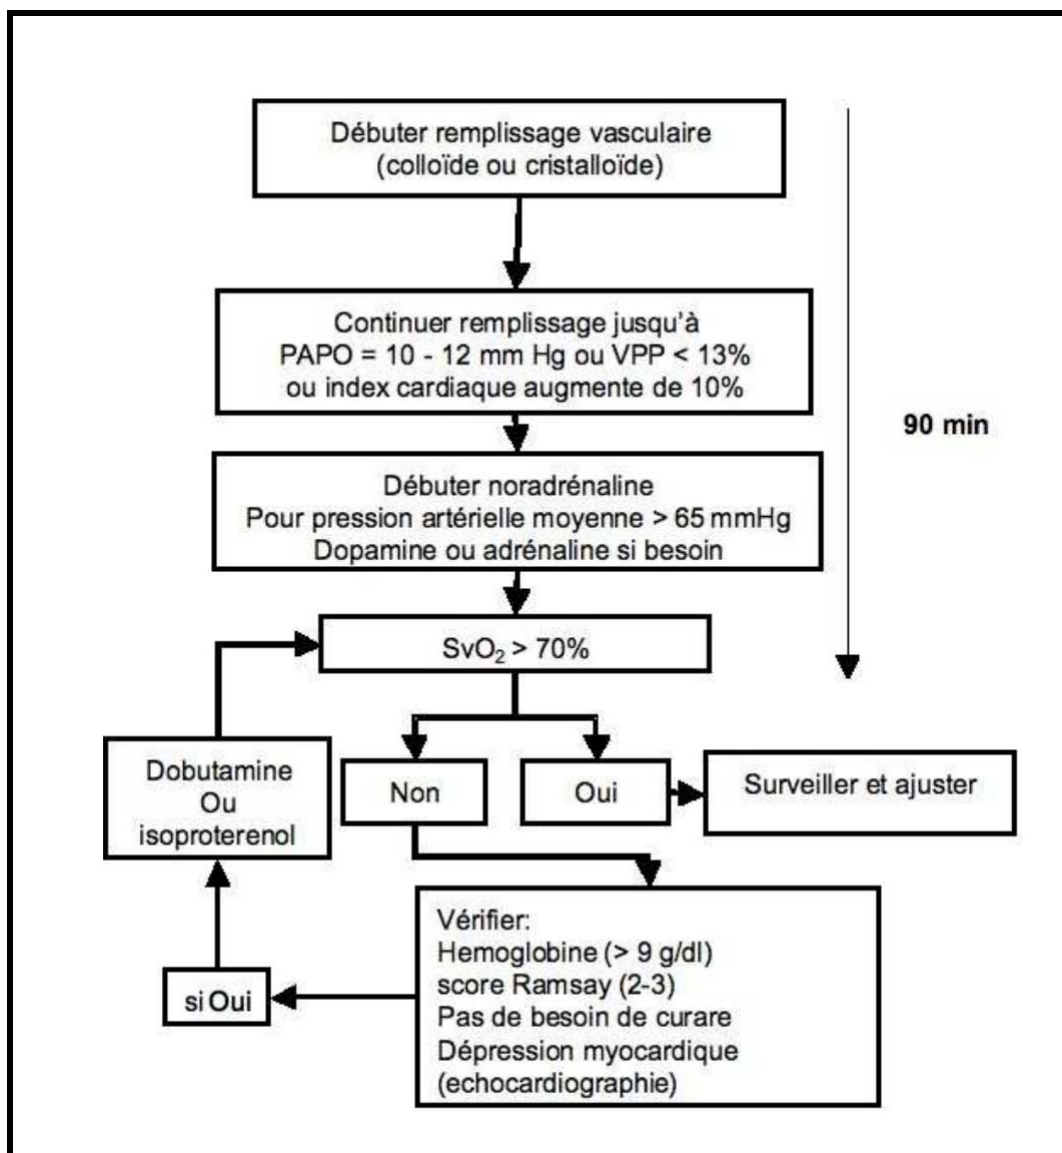 Débuter remplissage vasculaire
(colloïde ou cristalloïde)
Continuer remplissage jusqu'à
PAPO = 10 - 12 mm Hg ou VPP < 13%
ou index cardiaque augmente de 10%
90 min
Débuter noradrénaline
Pour pression artérielle moyenne > 65 mmHg
Dopamine ou adrénaline si besoin
SvO₂ > 70%
Dobutamine
Ou
isoproterenol
Non
Oui
Surveiller et ajuster
Vérifier:
Hemoglobine (> 9 g/dl)
score Ramsay (2-3)
Pas de besoin de curare
Dépression myocardique
(echocardiographie)
si Oui